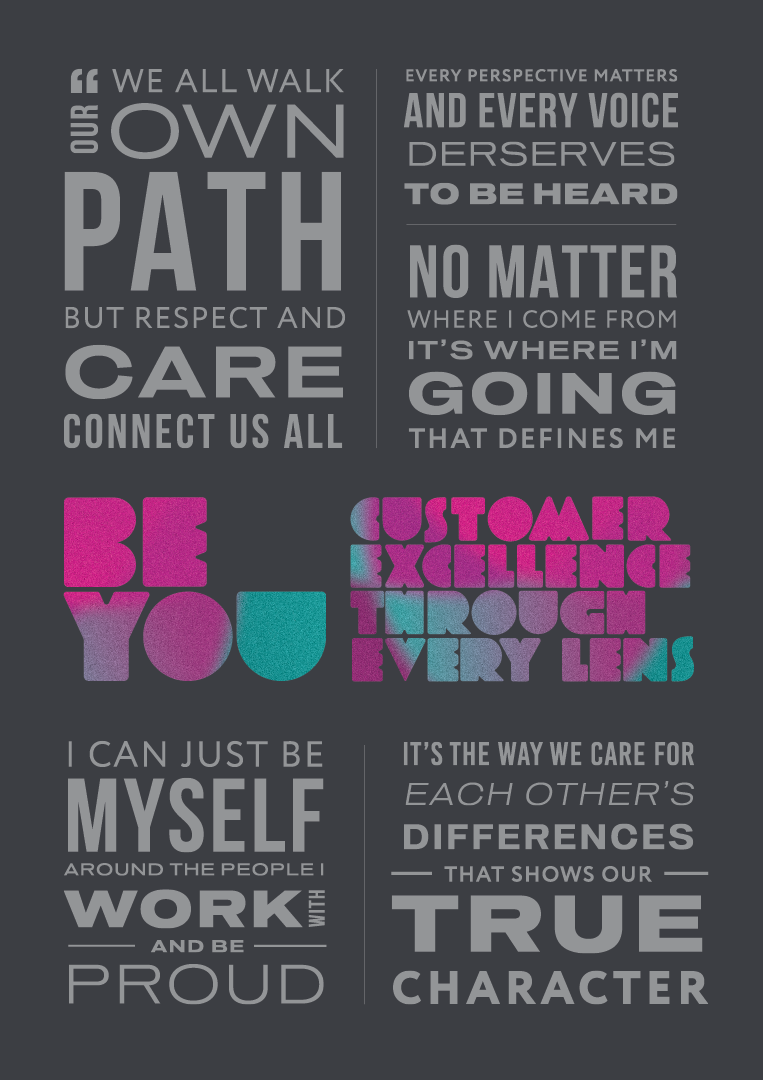 “ WE ALL WALK
OUR OWN
PATH
BUT RESPECT AND
CARE
CONNECT US ALL
EVERY PERSPECTIVE MATTERS
AND EVERY VOICE
DERSERVES
TO BE HEARD
NO MATTER
WHERE I COME FROM
IT'S WHERE I'M
GOING
THAT DEFINES ME
BE
YOU
CUSTOMER
EXCELLENCE
THROUGH
EVERY LENS
I CAN JUST BE
MYSELF
AROUND THE PEOPLE I
WORK WITH
AND BE
PROUD
IT'S THE WAY WE CARE FOR
EACH OTHER'S
DIFFERENCES
THAT SHOWS OUR
TRUE
CHARACTER